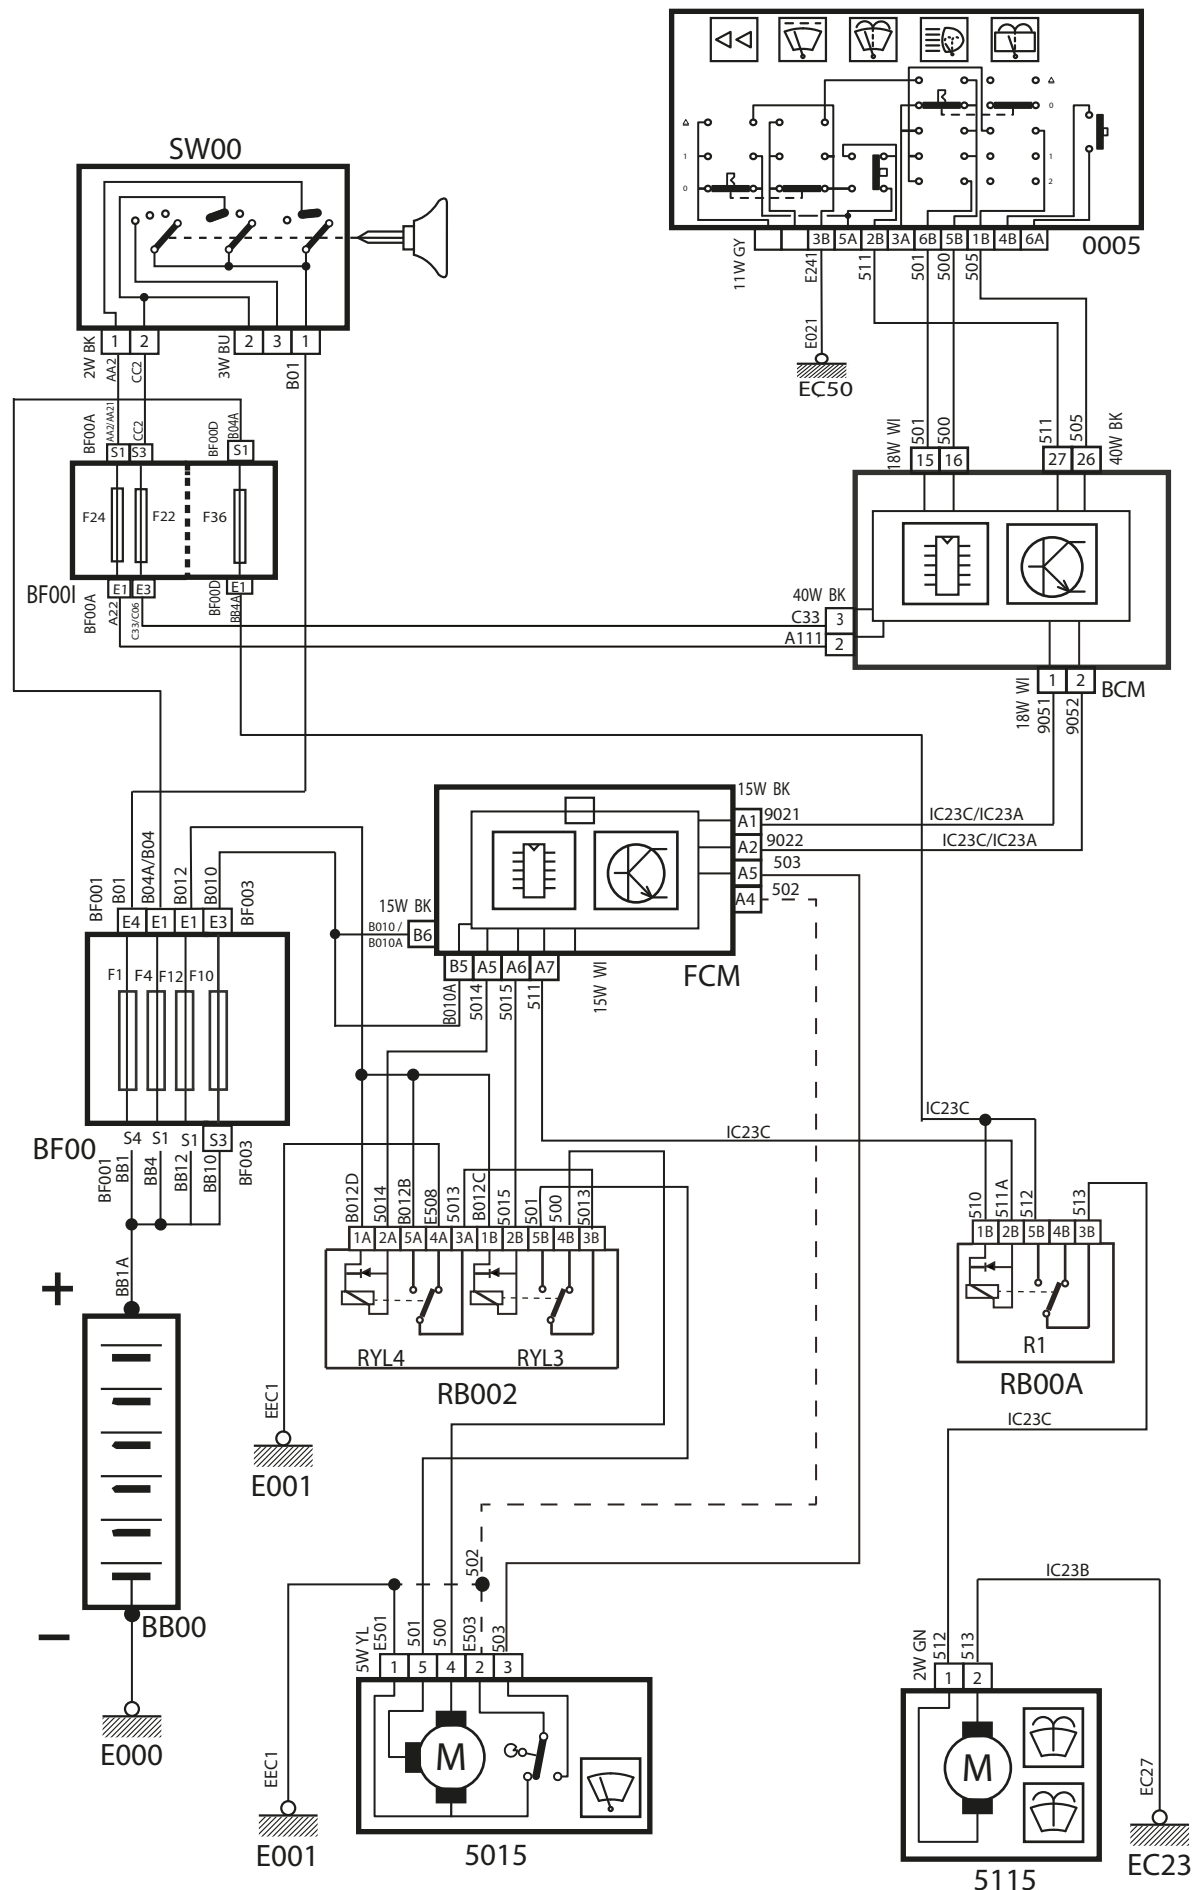 SW00
1 2 2 3 1
2W BK
AA2
CC2
3W BU
B01
0
1
0
1
2
3B 5A 2B 3A 6B 5B 1B 4B 6A
0005
11W GY
E241
511
501
500
505
E021
EC50
BF00A
AA2/AA21
CC2
BF00D
B04A
S1 S3 S1
F24
F22
F36
E1 E3 E1
BF00I
BF00A
A22
C33/C06
BF00D
BB4A
18W WI
501
500
511
505
40W BK
15 16 27 26
40W BK
C33
3
A111
2
1 2
BCM
18W WI
9051
9052
15W BK
A1 9021 IC23C/IC23A
A2 9022 IC23C/IC23A
A5 503
A4 502
15W BK
B010 /
B010A
B6
B5 A5 A6 A7
FCM
B010A
5014
5015
511
15W WI
BF001
B01
B04A/B04
B012
B010
BF003
E4 E1 E1 E3
F1 F4 F12 F10
S4 S1 S1 S3
BF00
BF001
BB1
BB4
BB12
BB10
BF003
BB1A
+
−
BB00
E000
IC23C
IC23C
B012D
5014
B012B
E508
5013
B012C
5015
501
500
5013
1A 2A 5A 4A 3A 1B 2B 5B 4B 3B
RYL4
RYL3
RB002
EEC1
E001
510
511A
512
513
1B 2B 5B 4B 3B
R1
RB00A
IC23C
IC23B
502
5W YL
E501
501
500
E503
503
1 5 4 2 3
M
5015
EEC1
E001
2W GN
512
513
1 2
M
5115
EC27
EC23